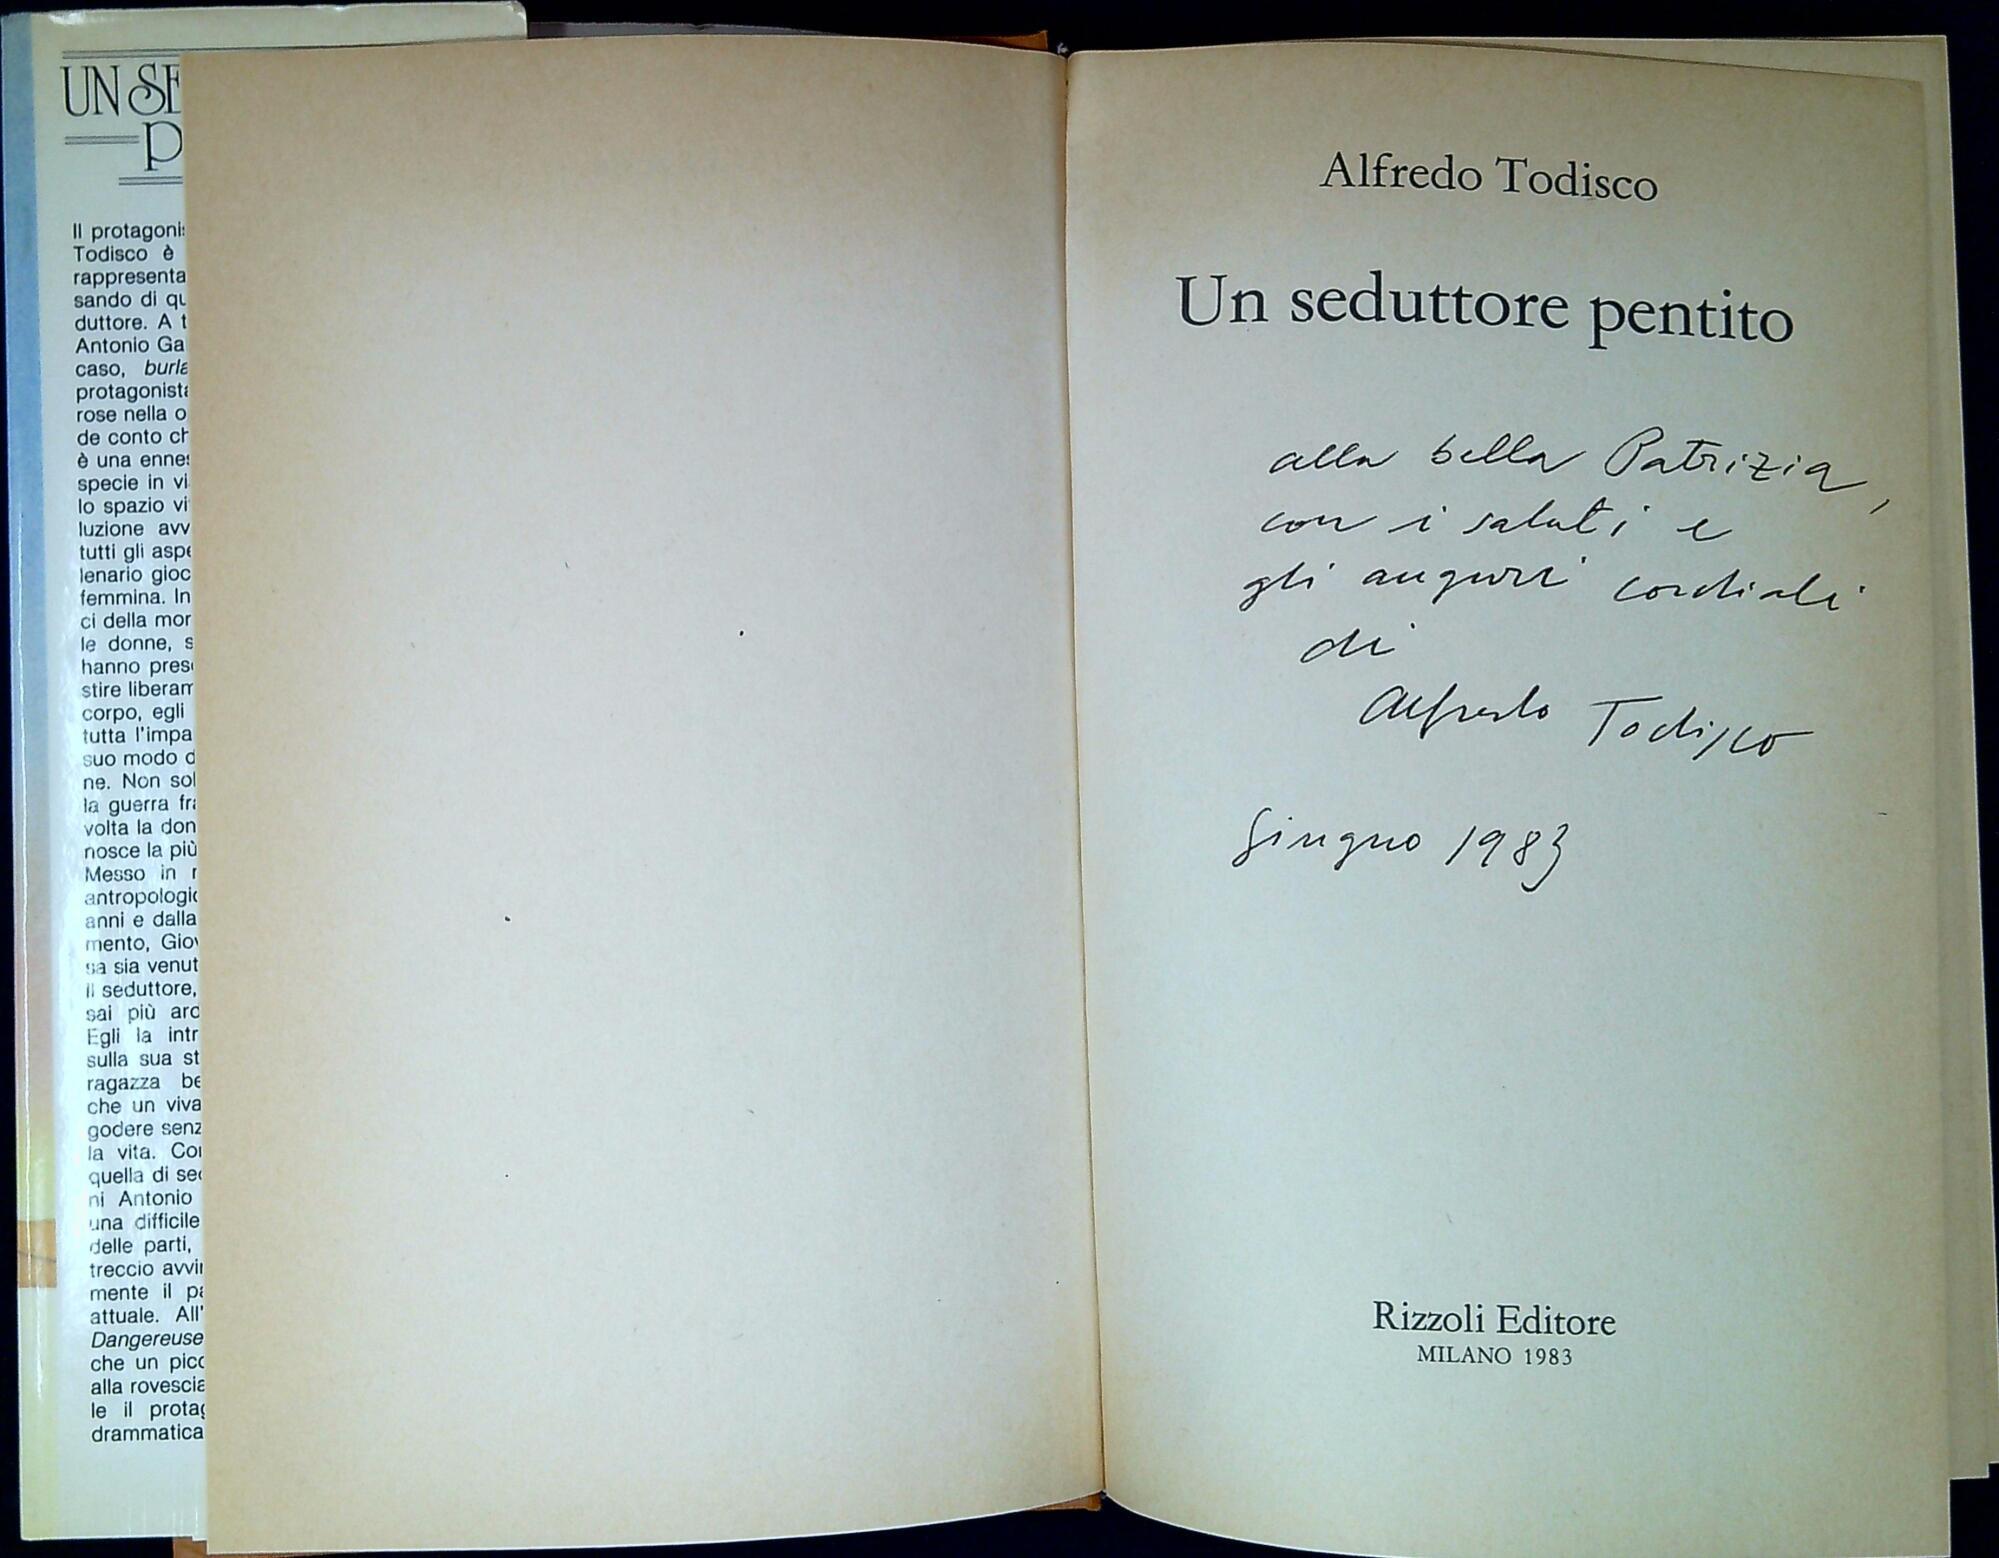 UN SE
P
Il protagonis
Todisco è
rappresenta
sando di qu
duttore. A t
Antonio Ga
caso, burla
protagonista
rose nella o
de conto ch
è una ennes
specie in vi
lo spazio vi
luzione avv
tutti gli aspe
lenario gioc
femmina. In
ci della mor
le donne, s
hanno preso
stire liberam
corpo, egli
tutta l'impa
suo modo d
ne. Non sol
la guerra fra
volta la don
nosce la più
Messo in r
antropologic
anni e dalla
mento, Giov
sa sia venut
il seduttore,
sai più arc
Egli la intr
sulla sua st
ragazza be
che un viva
godere senz
la vita. Cor
quella di sec
ni Antonio
una difficile
delle parti,
treccio avvi
mente il pa
attuale. All'
Dangereuse
che un picc
alla rovescia
le il protag
drammatica
Alfredo Todisco
Un seduttore pentito
alla bella Patrizia,
con i saluti e
gli auguri cordiali
di
Alfredo Todisco
Giugno 1983
Rizzoli Editore
MILANO 1983